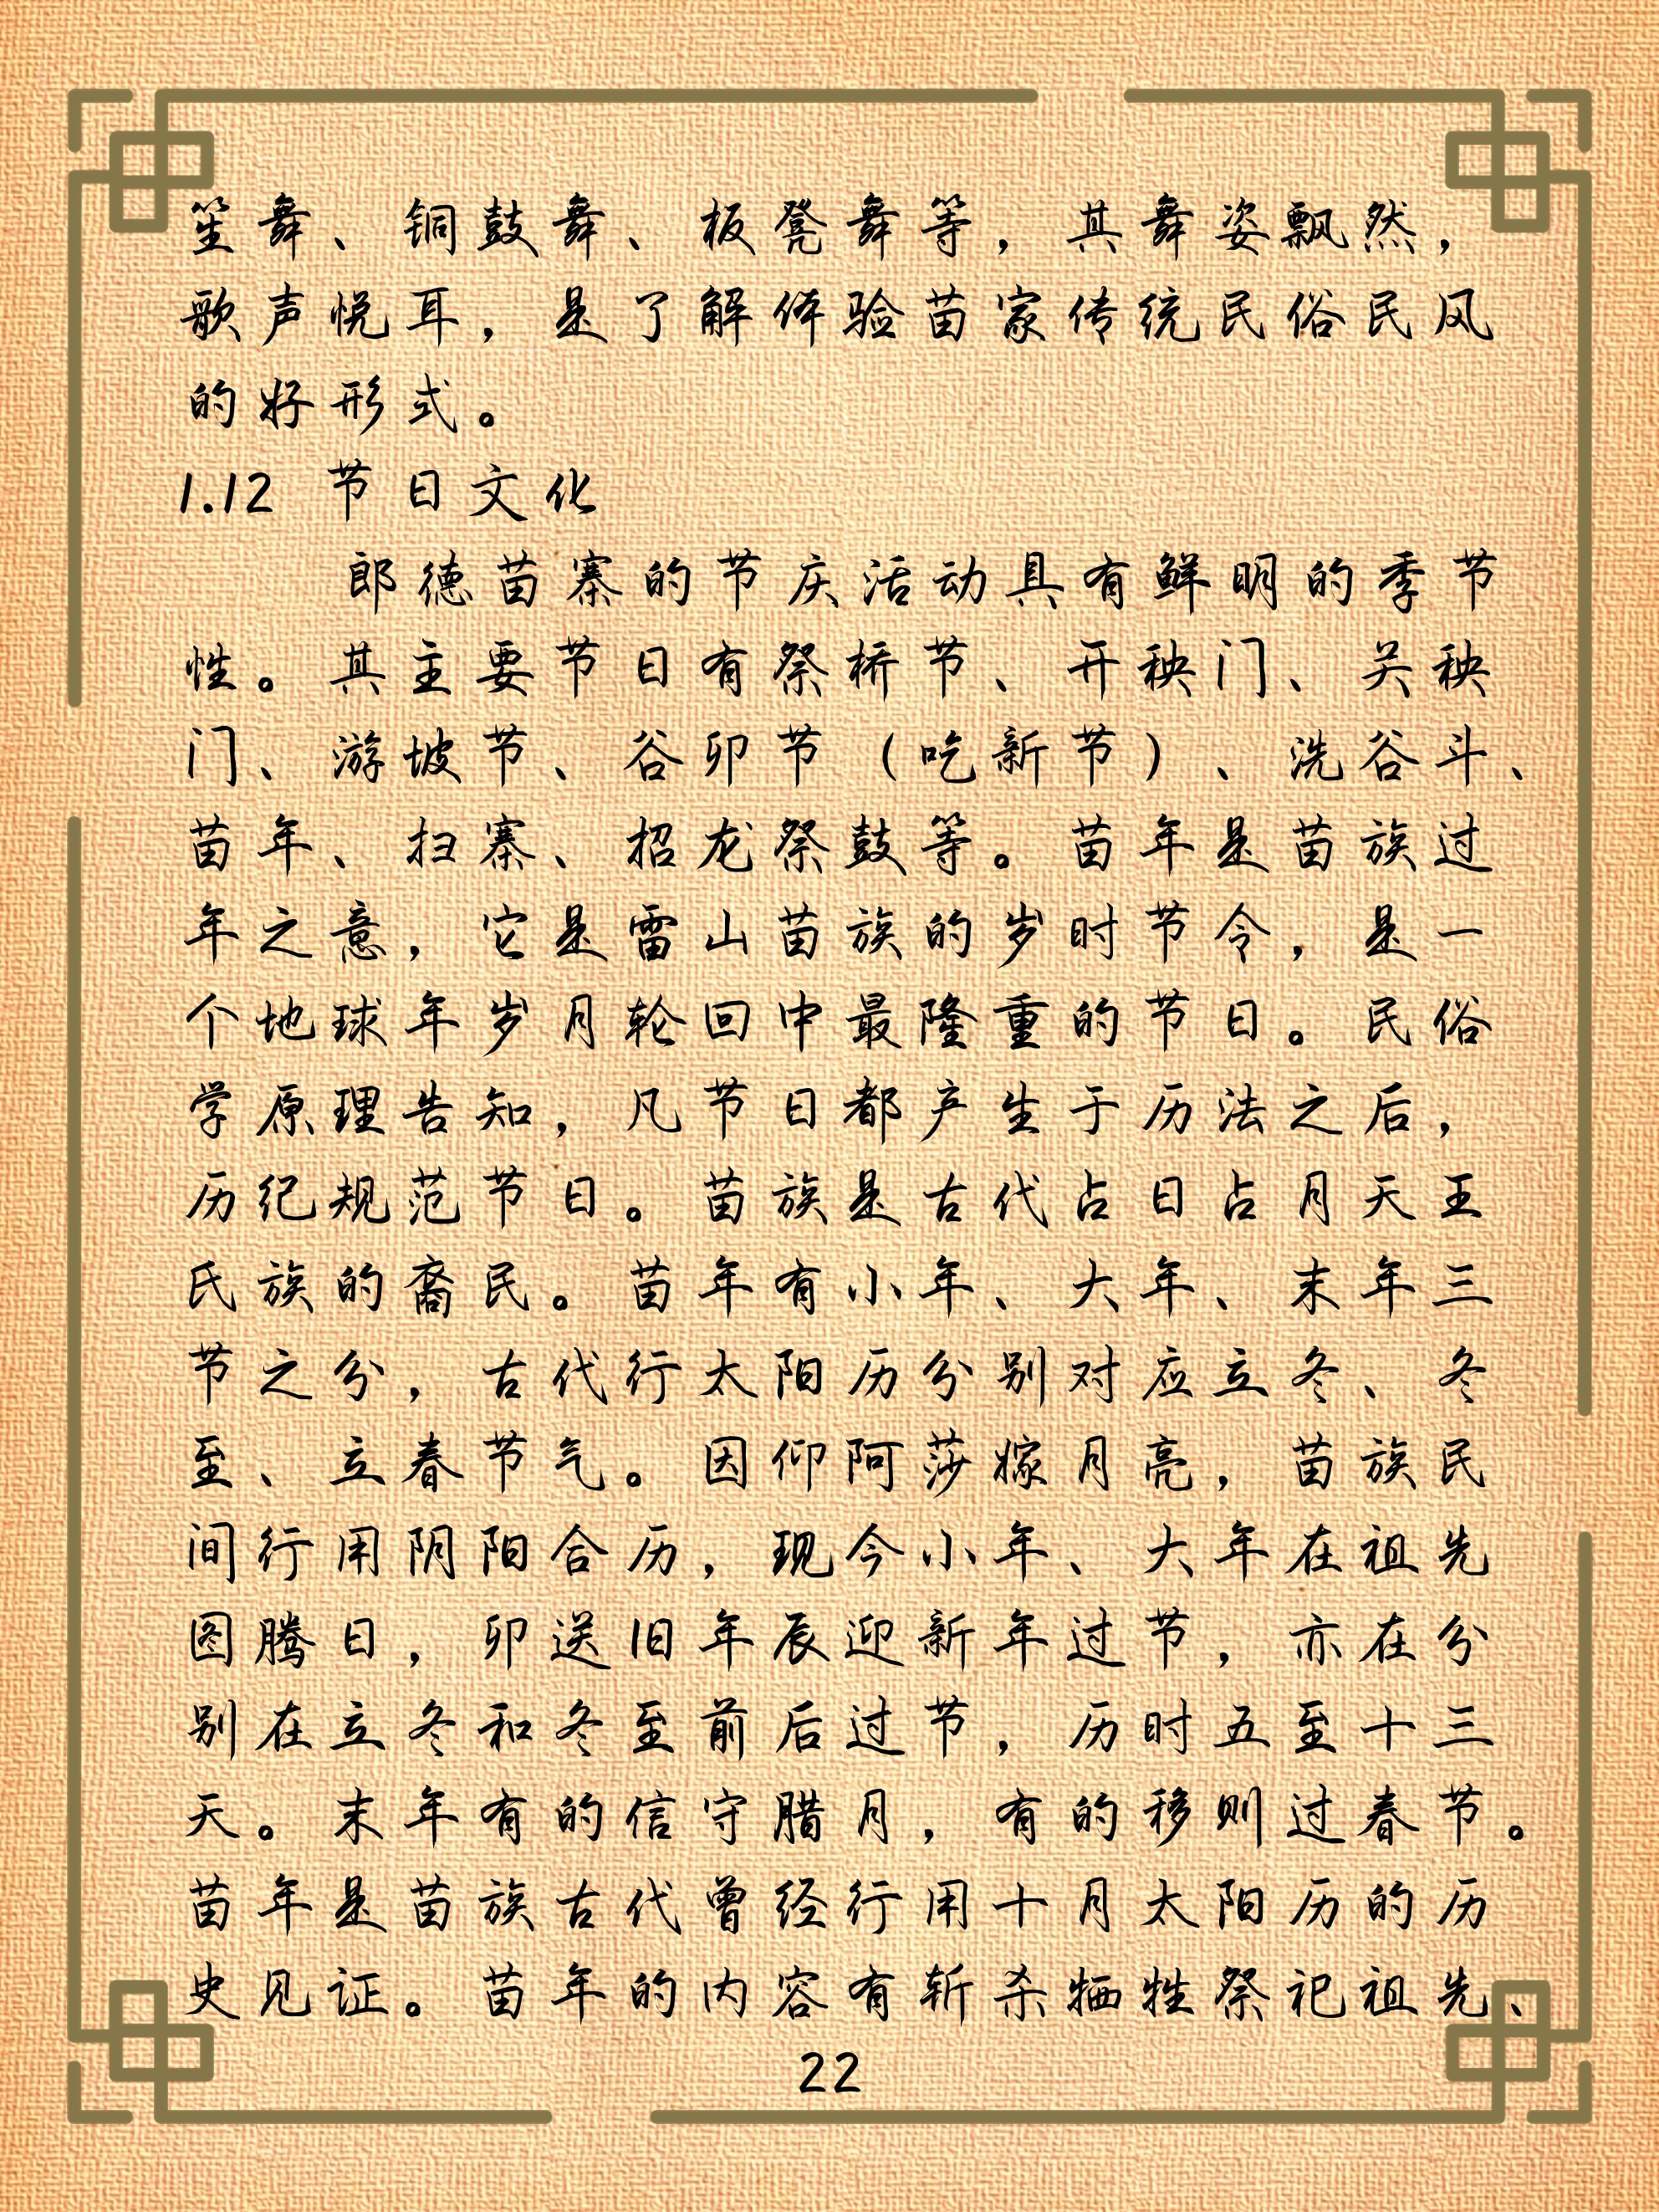 笙舞、铜鼓舞、板凳舞等，其舞姿飘然，
歌声悦耳，是了解体验苗家传统民俗民风
的好形式。
1.12 节日文化
郎德苗寨的节庆活动具有鲜明的季节
性。其主要节日有祭桥节、开秧门、关秧
门、游坡节、谷卯节（吃新节）、洗谷斗、
苗年、扫寨、招龙祭鼓等。苗年是苗族过
年之意，它是雷山苗族的岁时节令，是一
个地球年岁月轮回中最隆重的节日。民俗
学原理告知，凡节日都产生于历法之后，
历纪规范节日。苗族是古代占日占月天王
氏族的裔民。苗年有小年、大年、末年三
节之分，古代行太阳历分别对应立冬、冬
至、立春节气。因仰阿莎嫁月亮，苗族民
间行用阴阳合历，现今小年、大年在祖先
图腾日，卯送旧年辰迎新年过节，亦在分
别在立冬和冬至前后过节，历时五至十三
天。末年有的信守腊月，有的移则过春节。
苗年是苗族古代曾经行用十月太阳历的历
史见证。苗年的内容有斩杀牺牲祭祀祖先、
22